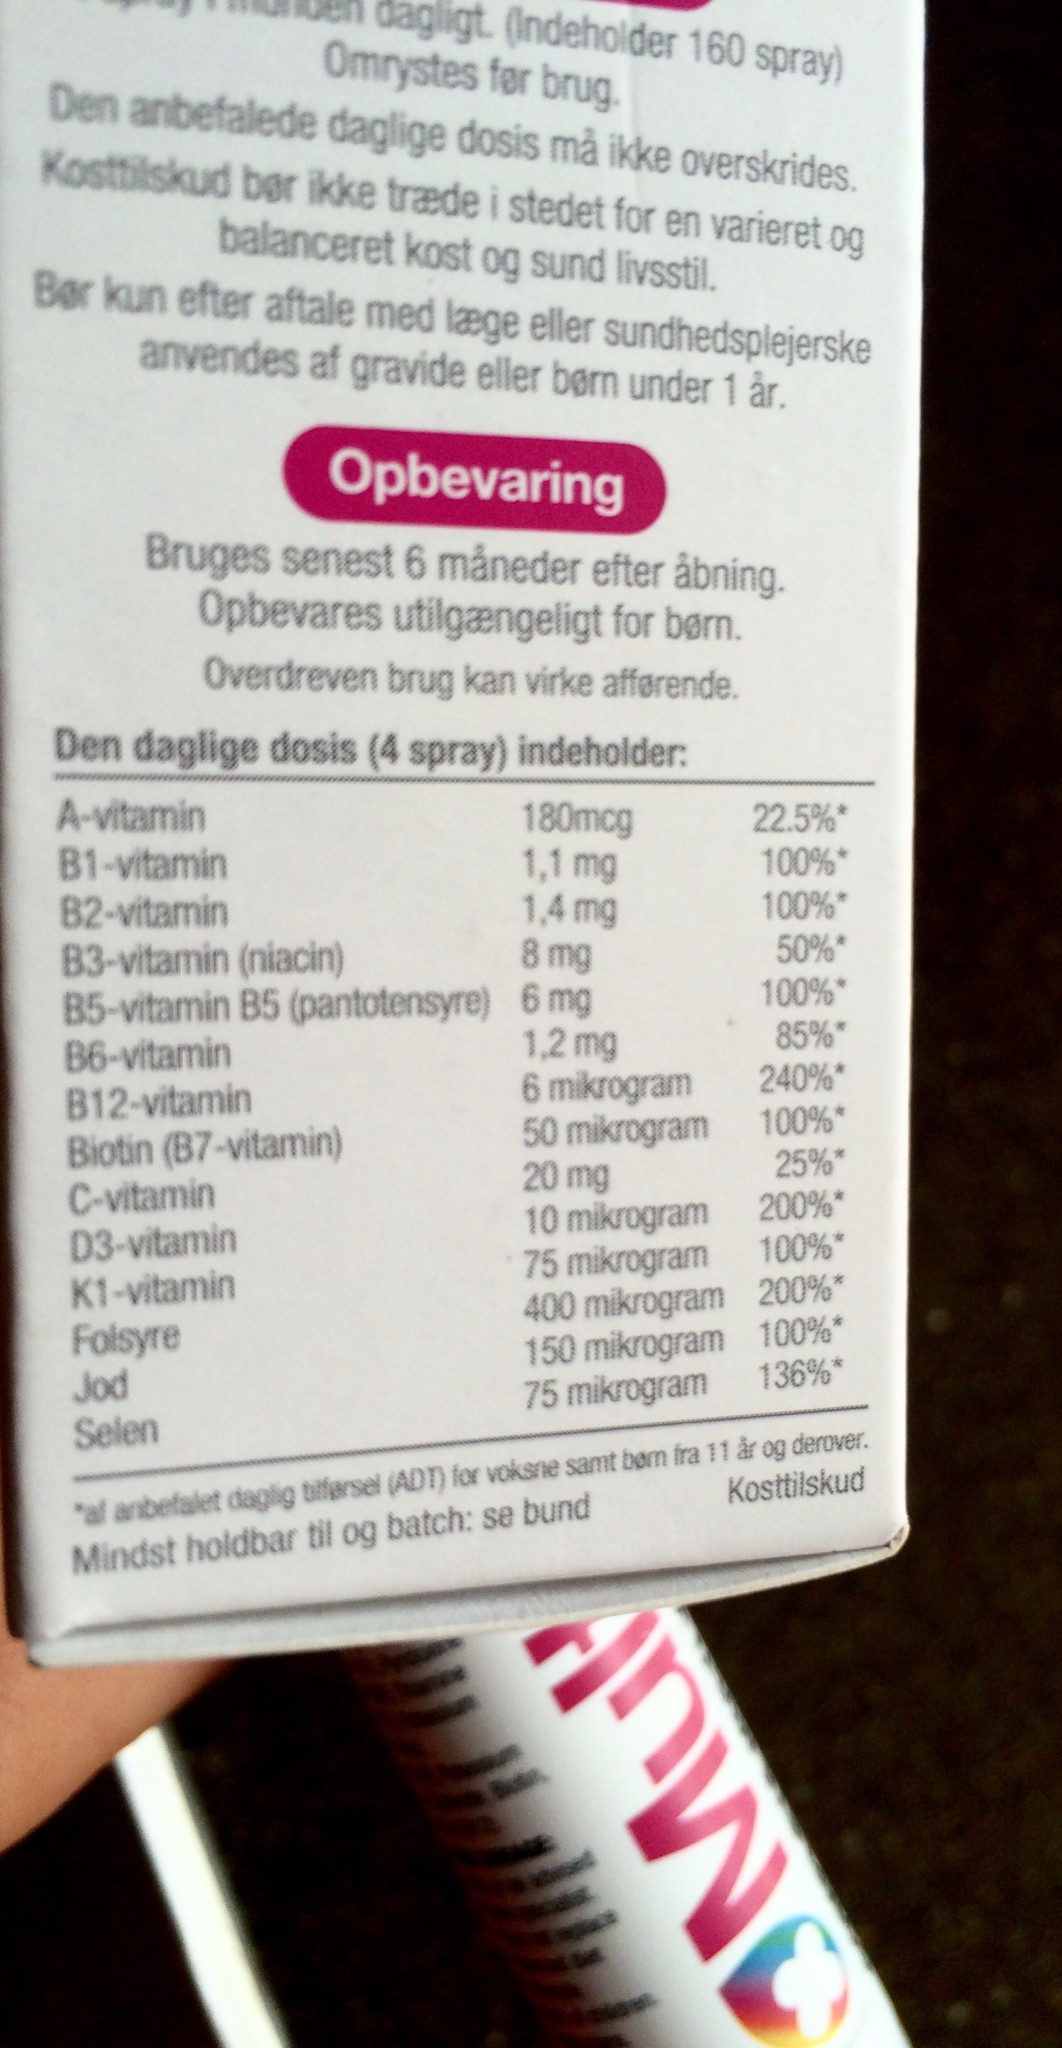 dagligt. (Indeholder 160 spray)
Omrystes før brug.
Den anbefalede daglige dosis må ikke overskrides.
Kosttilskud bør ikke træde i stedet for en varieret og
balanceret kost og sund livsstil.
Bør kun efter aftale med læge eller sundhedsplejerske
anvendes af gravide eller børn under 1 år.
Opbevaring
Bruges senest 6 måneder efter åbning.
Opbevares utilgængeligt for børn.
Overdreven brug kan virke afførende.
Den daglige dosis (4 spray) indeholder:
A-vitamin 180mcg 22.5%*
B1-vitamin 1,1 mg 100%*
B2-vitamin 1,4 mg 100%*
B3-vitamin (niacin) 8 mg 50%*
B5-vitamin B5 (pantotensyre) 6 mg 100%*
B6-vitamin 1,2 mg 85%*
B12-vitamin 6 mikrogram 240%*
Biotin (B7-vitamin) 50 mikrogram 100%*
C-vitamin 20 mg 25%*
D3-vitamin 10 mikrogram 200%*
K1-vitamin 75 mikrogram 100%*
Folsyre 400 mikrogram 200%*
Jod 150 mikrogram 100%*
Selen 75 mikrogram 136%*
*af anbefalet daglig tilførsel (ADT) for voksne samt børn fra 11 år og derover.
Mindst holdbar til og batch: se bund Kosttilskud